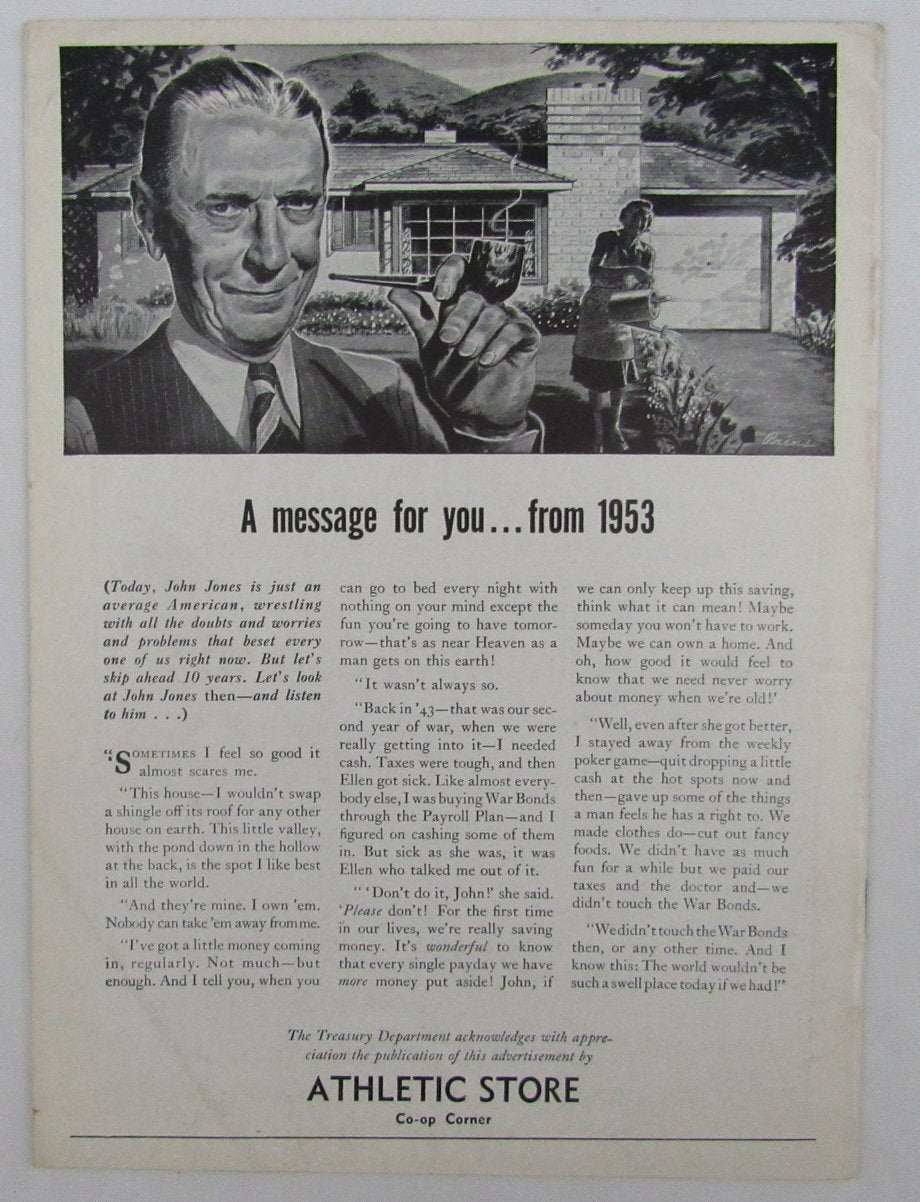 Prins
A message for you...from 1953
(Today, John Jones is just an
average American, wrestling
with all the doubts and worries
and problems that beset every
one of us right now. But let's
skip ahead 10 years. Let's look
at John Jones then—and listen
to him . . .)
"Sometimes I feel so good it
almost scares me.
"This house—I wouldn't swap
a shingle off its roof for any other
house on earth. This little valley,
with the pond down in the hollow
at the back, is the spot I like best
in all the world.
"And they're mine. I own 'em.
Nobody can take 'em away from me.
"I've got a little money coming
in, regularly. Not much—but
enough. And I tell you, when you
can go to bed every night with
nothing on your mind except the
fun you're going to have tomor-
row—that's as near Heaven as a
man gets on this earth!
"It wasn't always so.
"Back in '43—that was our sec-
ond year of war, when we were
really getting into it—I needed
cash. Taxes were tough, and then
Ellen got sick. Like almost every-
body else, I was buying War Bonds
through the Payroll Plan—and I
figured on cashing some of them
in. But sick as she was, it was
Ellen who talked me out of it.
" 'Don't do it, John!' she said.
'Please don't! For the first time
in our lives, we're really saving
money. It's wonderful to know
that every single payday we have
more money put aside! John, if
we can only keep up this saving,
think what it can mean! Maybe
someday you won't have to work.
Maybe we can own a home. And
oh, how good it would feel to
know that we need never worry
about money when we're old!'
"Well, even after she got better,
I stayed away from the weekly
poker game—quit dropping a little
cash at the hot spots now and
then—gave up some of the things
a man feels he has a right to. We
made clothes do—cut out fancy
foods. We didn't have as much
fun for a while but we paid our
taxes and the doctor and—we
didn't touch the War Bonds.
"We didn't touch the War Bonds
then, or any other time. And I
know this: The world wouldn't be
such a swell place today if we had!"
The Treasury Department acknowledges with appre-
ciation the publication of this advertisement by
ATHLETIC STORE
Co-op Corner